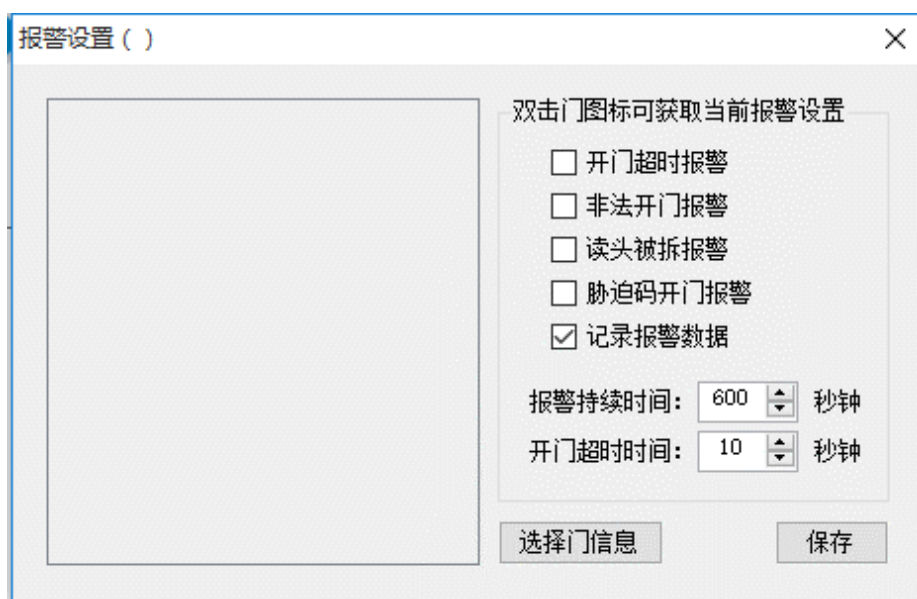 报警设置 ( )
双击门图标可获取当前报警设置
开门超时报警
非法开门报警
读头被拆报警
胁迫码开门报警
记录报警数据
报警持续时间： 600 秒钟
开门超时时间： 10 秒钟
选择门信息 保存